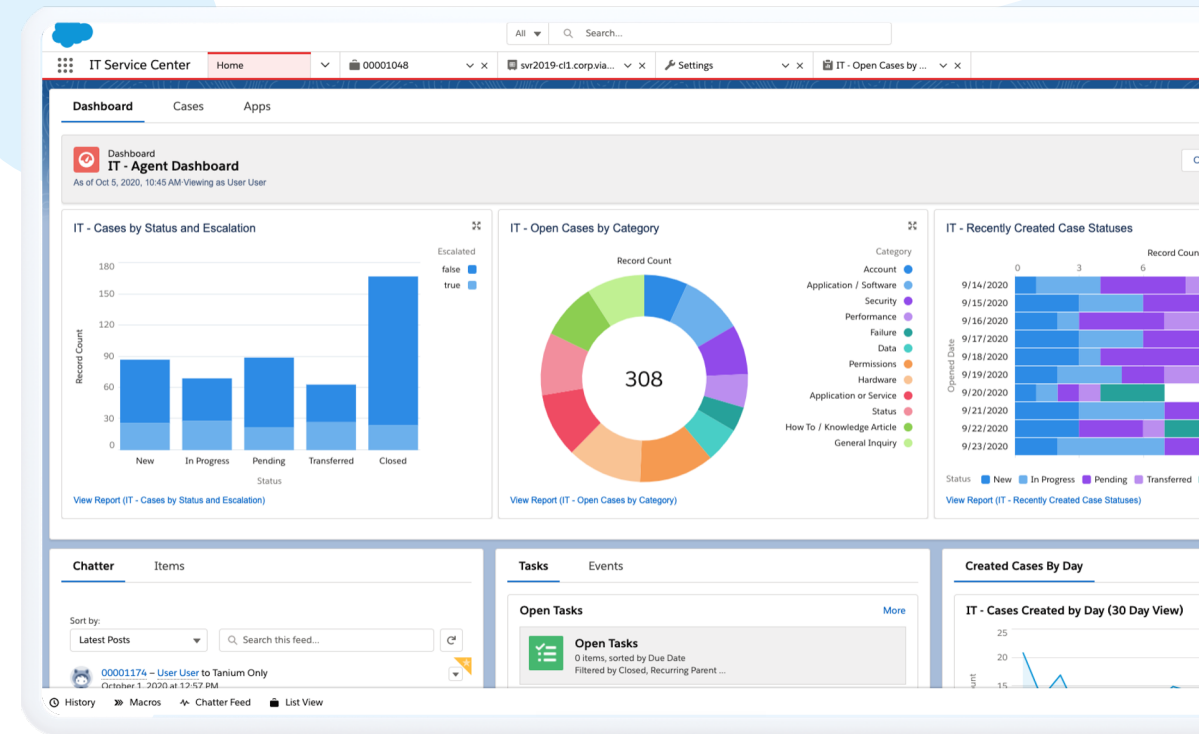 All
Search...
IT Service Center
Home
00001048
svr2019-cl1.corp.via...
Settings
IT - Open Cases by ...
Dashboard
Cases
Apps
Dashboard
IT - Agent Dashboard
As of Oct 5, 2020, 10:45 AM·Viewing as User User
IT - Cases by Status and Escalation
Escalated
false
true
Record Count
180
150
120
90
60
30
0
New
In Progress
Pending
Transferred
Closed
Status
View Report (IT - Cases by Status and Escalation)
IT - Open Cases by Category
Record Count
308
Category
Account
Application / Software
Security
Performance
Failure
Data
Permissions
Hardware
Application or Service
Status
How To / Knowledge Article
General Inquiry
View Report (IT - Open Cases by Category)
IT - Recently Created Case Statuses
Record Coun
0
3
6
Opened Date
9/14/2020
9/15/2020
9/16/2020
9/17/2020
9/18/2020
9/19/2020
9/20/2020
9/21/2020
9/22/2020
9/23/2020
Status
New
In Progress
Pending
Transferred
View Report (IT - Recently Created Case Statuses)
Chatter
Items
Sort by:
Latest Posts
Search this feed...
00001174 – User User to Tanium Only
October 1, 2020 at 12:57 PM
Tasks
Events
Open Tasks
More
Open Tasks
0 items, sorted by Due Date
Filtered by Closed, Recurring Parent ...
Created Cases By Day
IT - Cases Created by Day (30 Day View)
25
20
15
History
Macros
Chatter Feed
List View